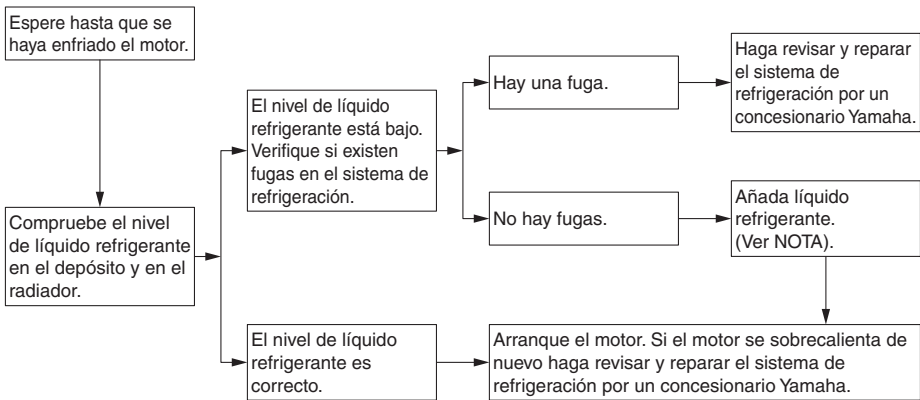 Espere hasta que se
haya enfriado el motor.
Compruebe el nivel
de líquido refrigerante
en el depósito y en el
radiador.
El nivel de líquido
refrigerante está bajo.
Verifique si existen
fugas en el sistema de
refrigeración.
Hay una fuga.
Haga revisar y reparar
el sistema de
refrigeración por un
concesionario Yamaha.
No hay fugas.
Añada líquido
refrigerante.
(Ver NOTA).
El nivel de líquido
refrigerante es
correcto.
Arranque el motor. Si el motor se sobrecalienta de
nuevo haga revisar y reparar el sistema de
refrigeración por un concesionario Yamaha.